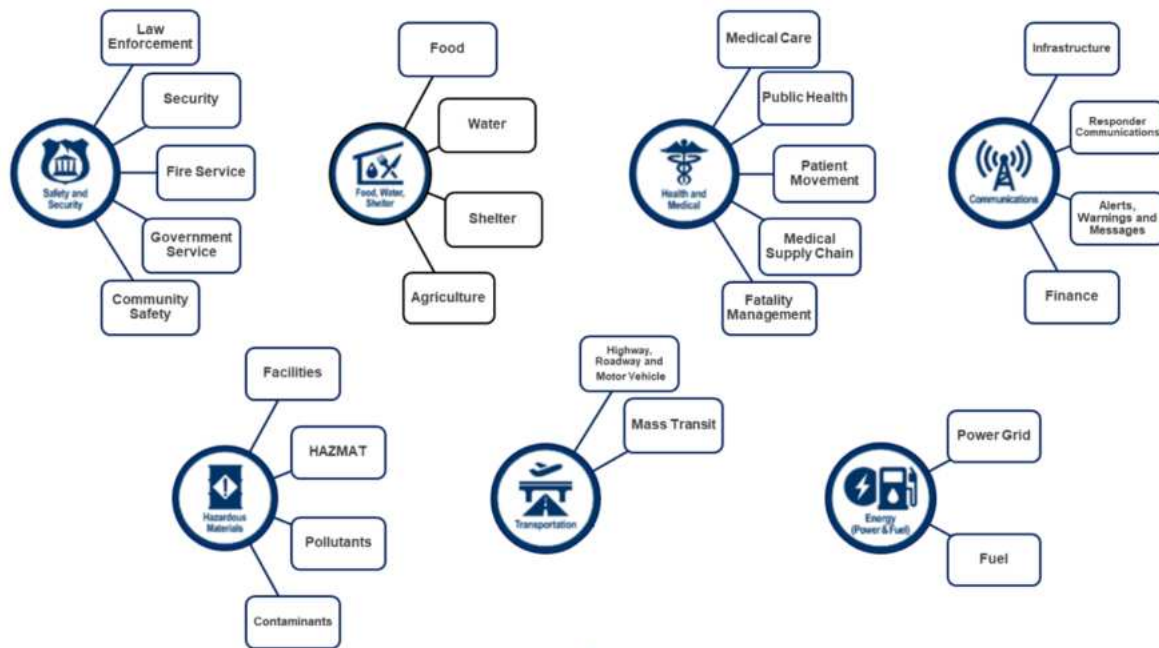 Law
Enforcement
Security
Fire Service
Government
Service
Community
Safety
Safety and
Security
Food
Water
Shelter
Agriculture
Food, Water,
Shelter
Medical Care
Public Health
Patient
Movement
Medical
Supply Chain
Fatality
Management
Health and
Medical
Infrastructure
Responder
Communications
Alerts,
Warnings and
Messages
Finance
Communications
Facilities
HAZMAT
Pollutants
Contaminants
Hazardous
Materials
Highway,
Roadway and
Motor Vehicle
Mass Transit
Transportation
Power Grid
Fuel
Energy
(Power & Fuel)